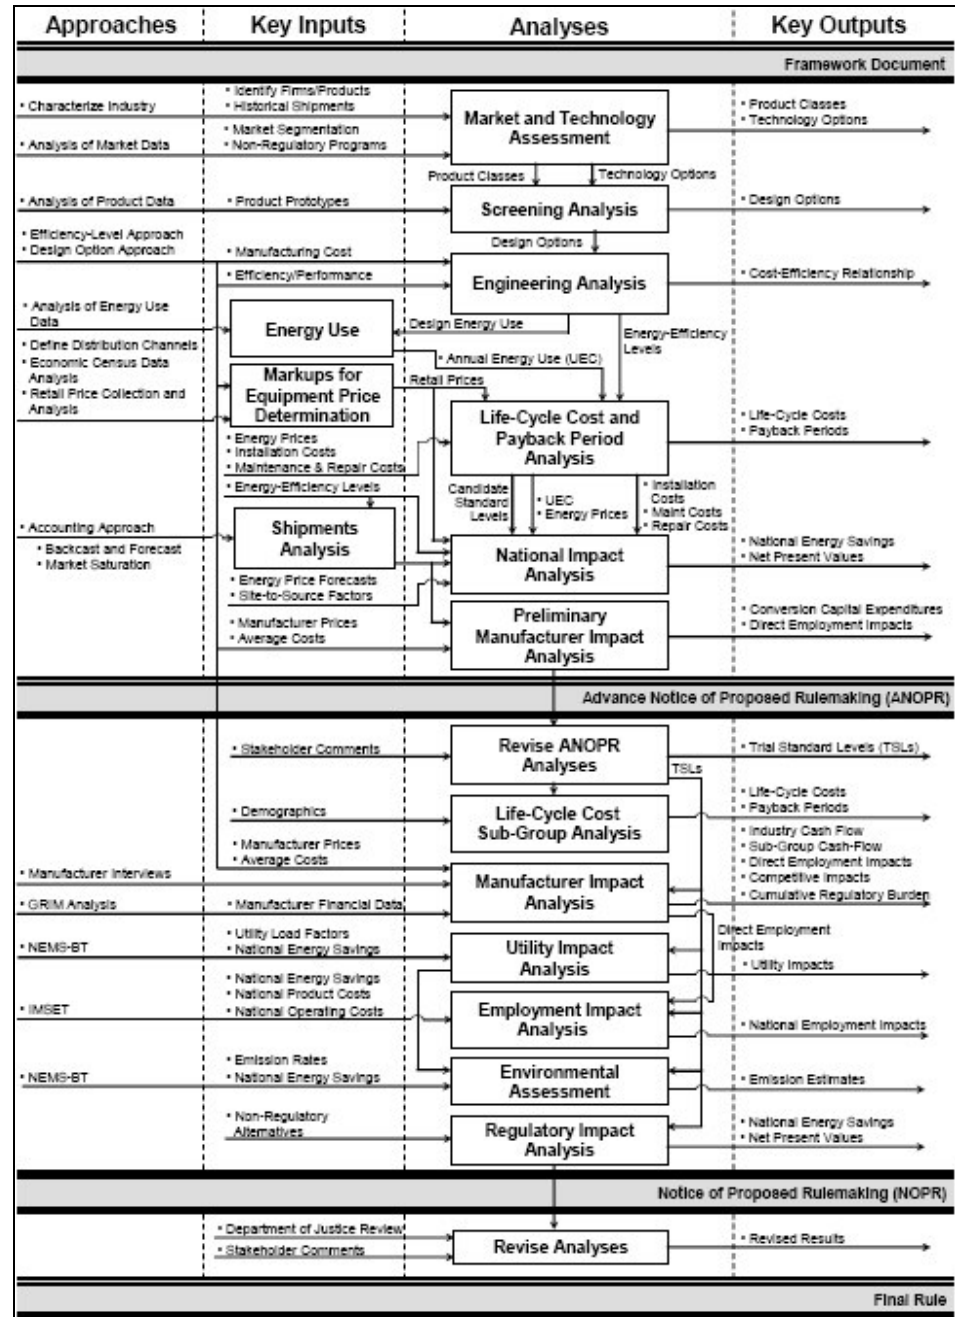 Approaches
Key Inputs
Analyses
Key Outputs
Framework Document
• Characterize Industry
• Identify Firms/Products
• Historical Shipments
Market and Technology
Assessment
• Product Classes
• Technology Options
• Analysis of Market Data
• Market Segmentation
• Non-Regulatory Programs
Product Classes
Technology Options
• Analysis of Product Data
• Product Prototypes
Screening Analysis
• Design Options
Design Options
• Efficiency-Level Approach
• Design Option Approach
• Manufacturing Cost
• Efficiency/Performance
Engineering Analysis
• Cost-Efficiency Relationship
• Analysis of Energy Use
Data
Energy Use
Design Energy Use
Energy-Efficiency
Levels
• Define Distribution Channels
• Economic Census Data
Analysis
• Retail Price Collection and
Analysis
• Annual Energy Use (UEC)
Markups for
Equipment Price
Determination
• Retail Prices
Life-Cycle Cost and
Payback Period
Analysis
• Life-Cycle Costs
• Payback Periods
• Energy Prices
• Installation Costs
• Maintenance & Repair Costs
• Energy-Efficiency Levels
Candidate
Standard
Levels
• UEC
• Energy Prices
• Installation
Costs
• Maint Costs
• Repair Costs
• Accounting Approach
• Backcast and Forecast
• Market Saturation
Shipments
Analysis
National Impact
Analysis
• National Energy Savings
• Net Present Values
• Energy Price Forecasts
• Site-to-Source Factors
• Manufacturer Prices
• Average Costs
Preliminary
Manufacturer Impact
Analysis
• Conversion Capital Expenditures
• Direct Employment Impacts
Advance Notice of Proposed Rulemaking (ANOPR)
• Stakeholder Comments
Revise ANOPR
Analyses
• Trial Standard Levels (TSLs)
TSLs
• Demographics
Life-Cycle Cost
Sub-Group Analysis
• Life-Cycle Costs
• Payback Periods
• Manufacturer Prices
• Average Costs
• Industry Cash Flow
• Sub-Group Cash-Flow
• Direct Employment Impacts
• Competitive Impacts
• Cumulative Regulatory Burden
• Manufacturer Interviews
Manufacturer Impact
Analysis
• GRIM Analysis
• Manufacturer Financial Data
Direct Employment
Impacts
• NEMS-BT
• Utility Load Factors
• National Energy Savings
Utility Impact
Analysis
• Utility Impacts
• IMSET
• National Energy Savings
• National Product Costs
• National Operating Costs
Employment Impact
Analysis
• National Employment Impacts
• NEMS-BT
• Emission Rates
• National Energy Savings
Environmental
Assessment
• Emission Estimates
• Non-Regulatory
Alternatives
Regulatory Impact
Analysis
• National Energy Savings
• Net Present Values
Notice of Proposed Rulemaking (NOPR)
• Department of Justice Review
• Stakeholder Comments
Revise Analyses
• Revised Results
Final Rule